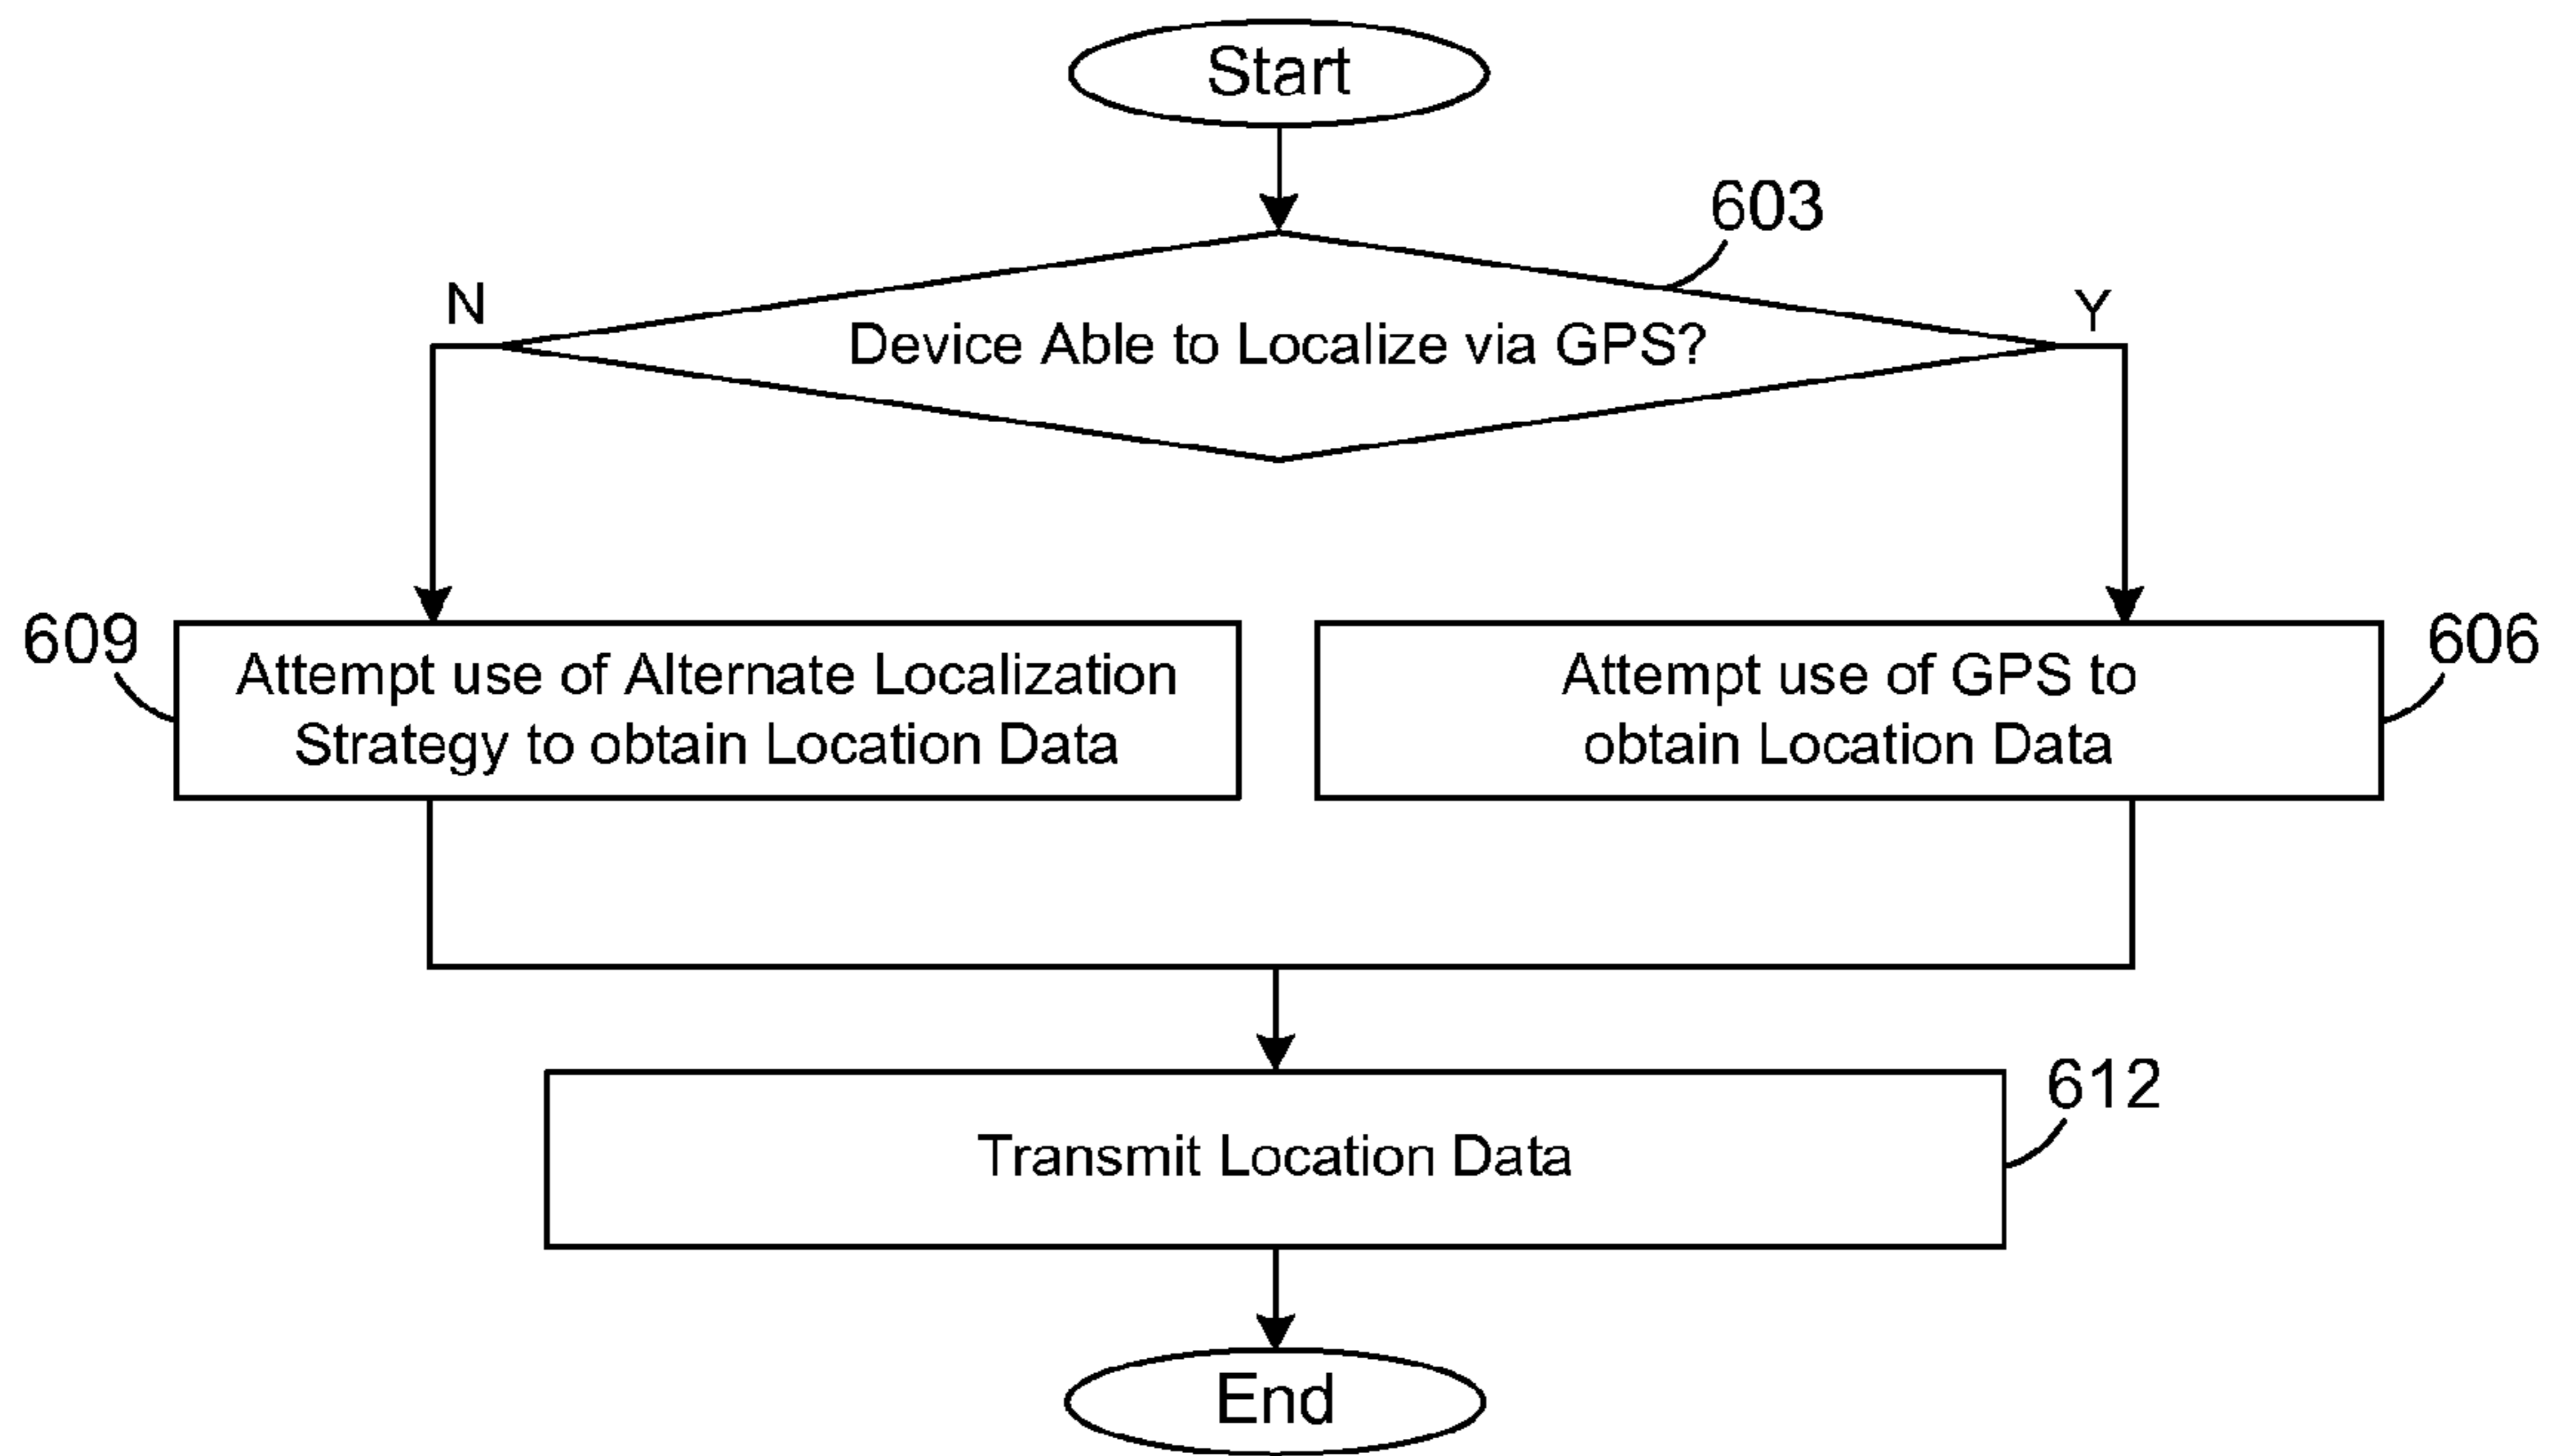 Start
603
N
Y
Device Able to Localize via GPS?
609
Attempt use of Alternate Localization
Strategy to obtain Location Data
Attempt use of GPS to
obtain Location Data
606
612
Transmit Location Data
End